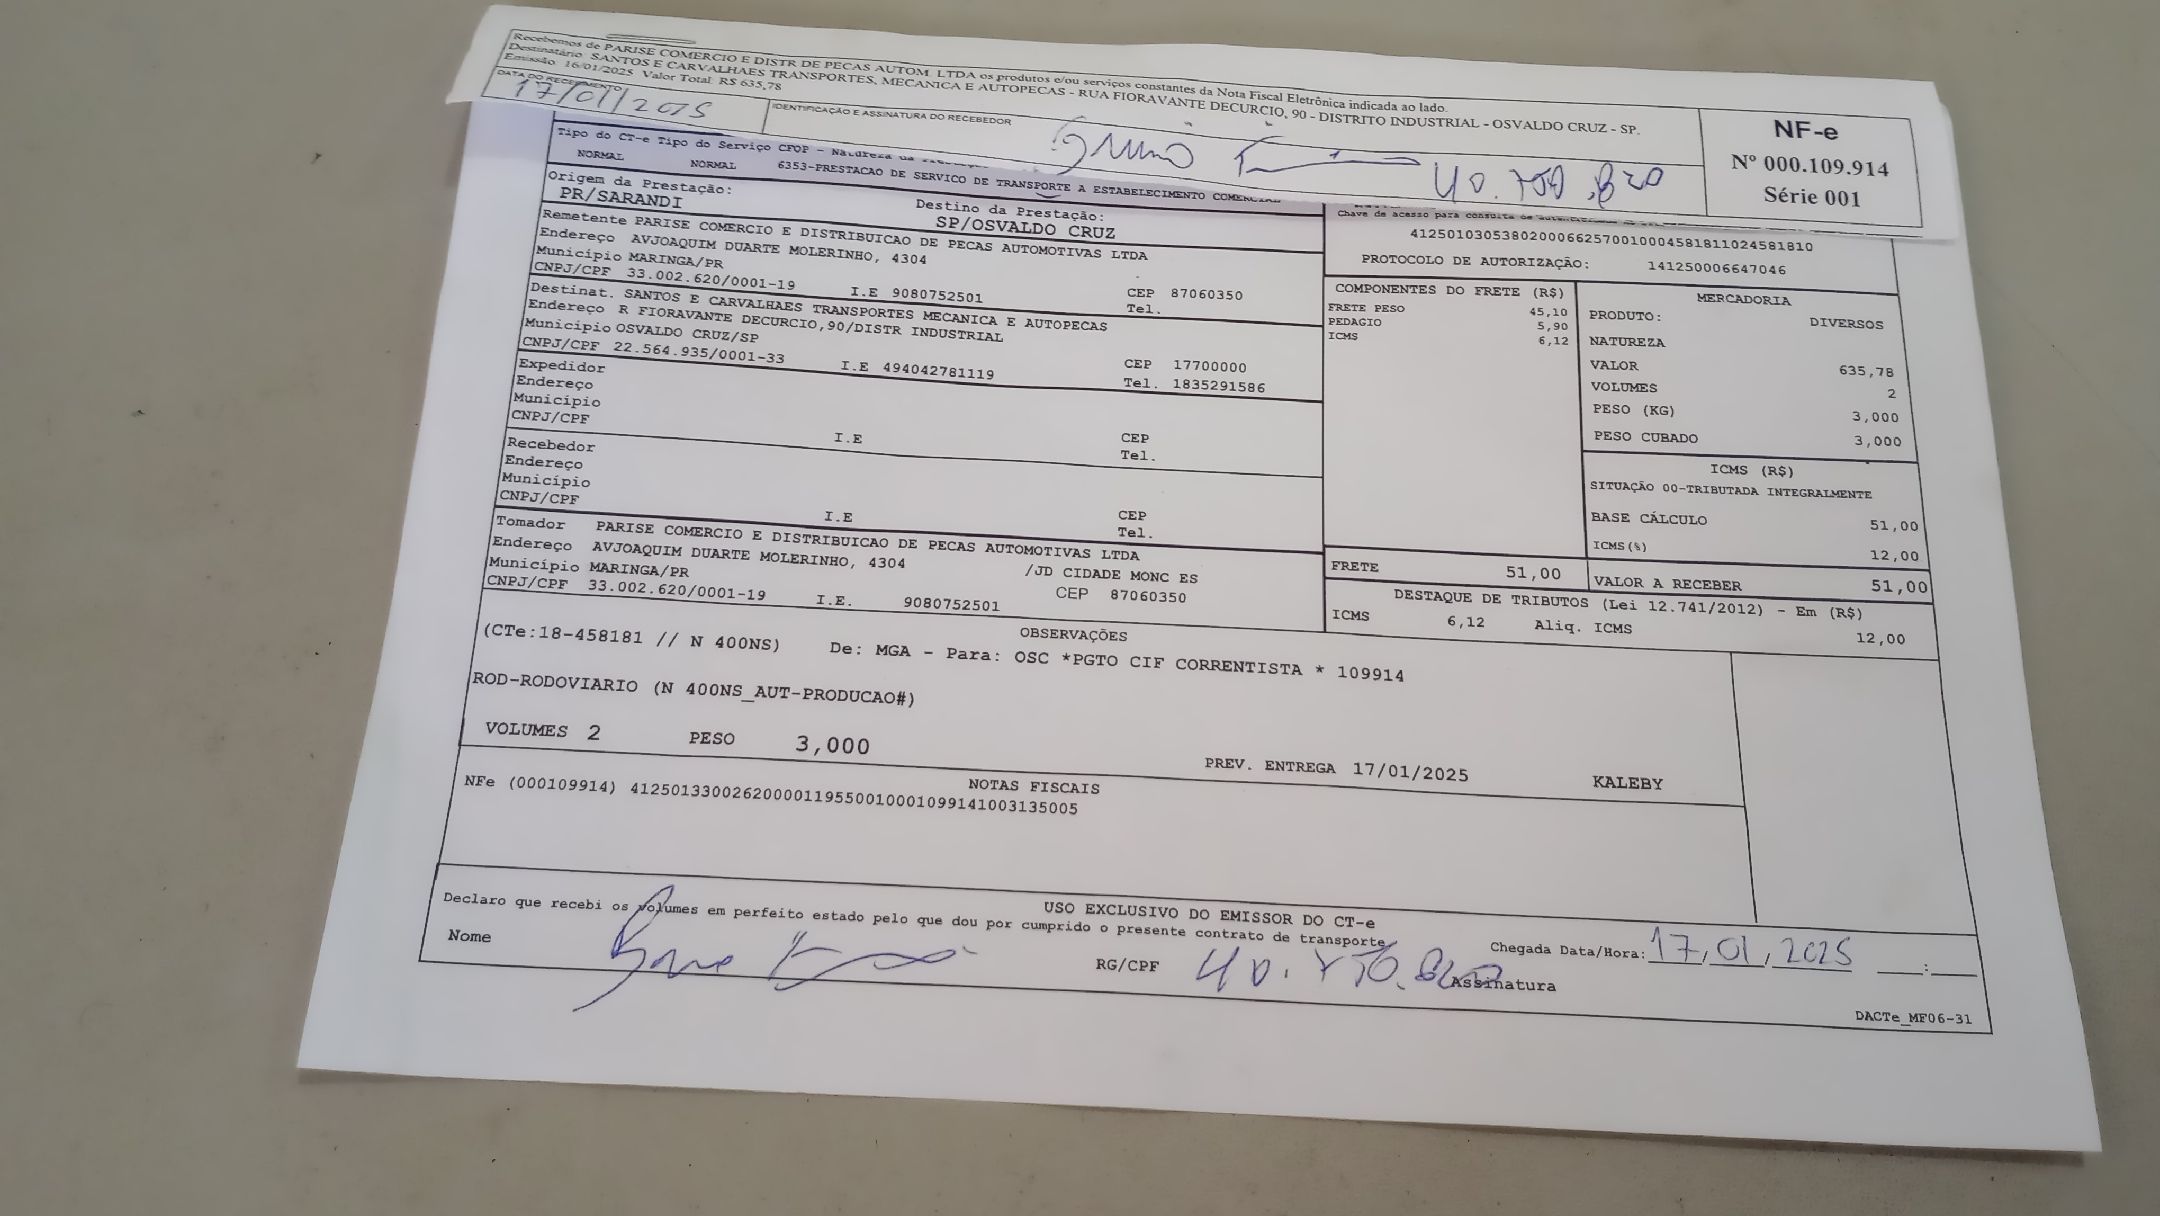 Recebemos de PARISE COMERCIO E DISTR DE PECAS AUTOM. LTDA os produtos e/ou serviços constantes da Nota Fiscal Eletrônica indicada ao lado.
Destinatário: SANTOS E CARVALHAES TRANSPORTES, MECANICA E AUTOPECAS - RUA FIORAVANTE DECURCIO, 90 - DISTRITO INDUSTRIAL - OSVALDO CRUZ - SP.
Emissão: 16/01/2025 Valor Total: R$ 635,78
DATA DO RECEBIMENTO
17/01/2025
IDENTIFICAÇÃO E ASSINATURA DO RECEBEDOR
NF-e
Nº 000.109.914
Série 001
Tipo do CT-e Tipo do Serviço CFOP - Natureza da
NORMAL NORMAL 6353-PRESTACAO DE SERVICO DE TRANSPORTE A ESTABELECIMENTO COMERCIAL
Origem da Prestação: Destino da Prestação:
PR/SARANDI SP/OSVALDO CRUZ
Remetente PARISE COMERCIO E DISTRIBUICAO DE PECAS AUTOMOTIVAS LTDA
Endereço AVJOAQUIM DUARTE MOLERINHO, 4304
Município MARINGA/PR CEP 87060350
CNPJ/CPF 33.002.620/0001-19 I.E 9080752501 Tel.
Destinat. SANTOS E CARVALHAES TRANSPORTES MECANICA E AUTOPECAS
Endereço R FIORAVANTE DECURCIO,90/DISTR INDUSTRIAL
Município OSVALDO CRUZ/SP CEP 17700000
CNPJ/CPF 22.564.935/0001-33 I.E 494042781119 Tel. 1835291586
Expedidor
Endereço
Município CEP
CNPJ/CPF I.E Tel.
Recebedor
Endereço
Município CEP
CNPJ/CPF I.E Tel.
Tomador PARISE COMERCIO E DISTRIBUICAO DE PECAS AUTOMOTIVAS LTDA
Endereço AVJOAQUIM DUARTE MOLERINHO, 4304 /JD CIDADE MONC ES
Município MARINGA/PR CEP 87060350
CNPJ/CPF 33.002.620/0001-19 I.E. 9080752501
Chave de acesso para consulta de
41250103053802000662570010004581811024581810
PROTOCOLO DE AUTORIZAÇÃO: 141250006647046
COMPONENTES DO FRETE (R$)
FRETE PESO 45,10
PEDAGIO 5,90
ICMS 6,12
MERCADORIA
PRODUTO: DIVERSOS
NATUREZA
VALOR 635,78
VOLUMES 2
PESO (KG) 3,000
PESO CUBADO 3,000
ICMS (R$)
SITUAÇÃO 00-TRIBUTADA INTEGRALMENTE
BASE CÁLCULO 51,00
ICMS(%) 12,00
FRETE 51,00 VALOR A RECEBER 51,00
DESTAQUE DE TRIBUTOS (Lei 12.741/2012) - Em (R$)
ICMS 6,12 Aliq. ICMS 12,00
OBSERVAÇÕES
(CTe:18-458181 // N 400NS) De: MGA - Para: OSC *PGTO CIF CORRENTISTA * 109914
ROD-RODOVIARIO (N 400NS_AUT-PRODUCAO#)
VOLUMES 2 PESO 3,000 PREV. ENTREGA 17/01/2025 KALEBY
NOTAS FISCAIS
NFe (000109914) 41250133002620000119550010001099141003135005
USO EXCLUSIVO DO EMISSOR DO CT-e
Declaro que recebi os volumes em perfeito estado pelo que dou por cumprido o presente contrato de transporte
Chegada Data/Hora: 17,01,2025 :
Nome RG/CPF Assinatura
DACTe_MF06-31